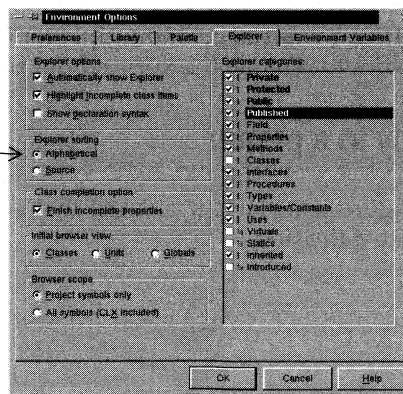 Environment Options
Preferences
Library
Palette
Explorer
Environment Variables
Explorer options
Automatically show Explorer
Highlight incomplete class items
Show declaration syntax
Explorer sorting
Alphabetical
Source
Class completion option
Finish incomplete properties
Initial browser view
Classes
Units
Globals
Browser scope
Project symbols only
All symbols (CLX included)
Explorer categories:
Private
Protected
Public
Published
Field
Properties
Methods
Classes
Interfaces
Procedures
Types
Variables/Constants
Uses
Virtuals
Statics
Inherited
Introduced
OK
Cancel
Help